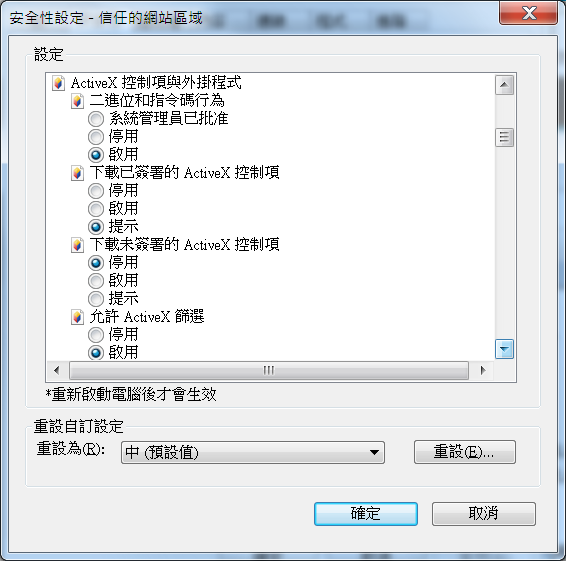 安全性設定 - 信任的網站區域
設定
ActiveX 控制項與外掛程式
二進位和指令碼行為
系統管理員已批准
停用
啟用
下載已簽署的 ActiveX 控制項
停用
啟用
提示
下載未簽署的 ActiveX 控制項
停用
啟用
提示
允許 ActiveX 篩選
停用
啟用
*重新啟動電腦後才會生效
重設自訂設定
重設為(R):
中 (預設值)
重設(E)...
確定
取消